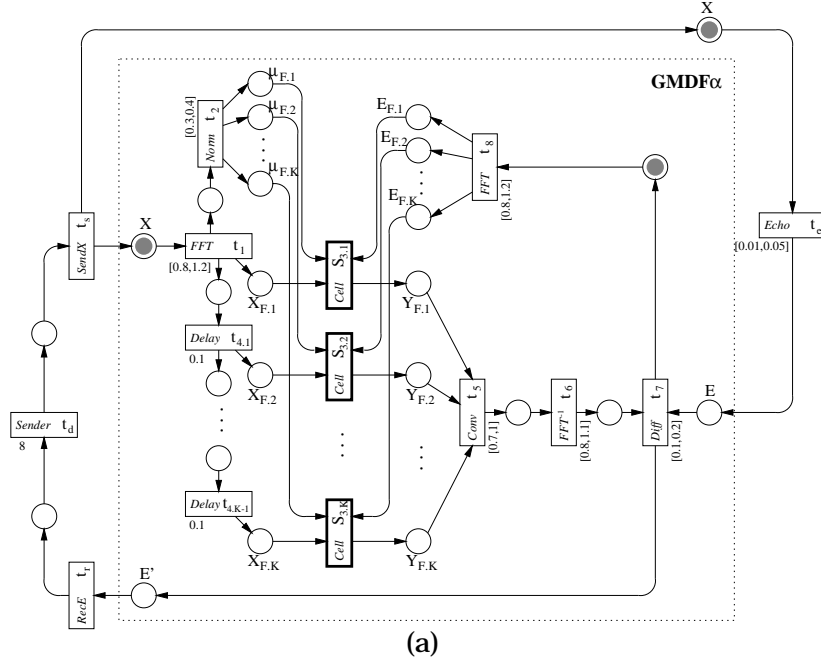 X
GMDFα
μF.1
[0.3,0.4]
Norm t2
μF.2
μF.K
EF.1
EF.2
EF.K
FFT t8
[0.8,1.2]
SendX ts
X
FFT t1
[0.8,1.2]
Echo te
[0.01,0.05]
Cell S3.1
XF.1
YF.1
Delay t4.1
0.1
Cell S3.2
XF.2
YF.2
Conv t5
[0.7,1]
FFT-1 t6
[0.8,1.1]
Diff t7
[0.1,0.2]
E
Sender td
8
Delay t4.K-1
0.1
Cell S3.K
XF.K
YF.K
RecE tr
E'
(a)